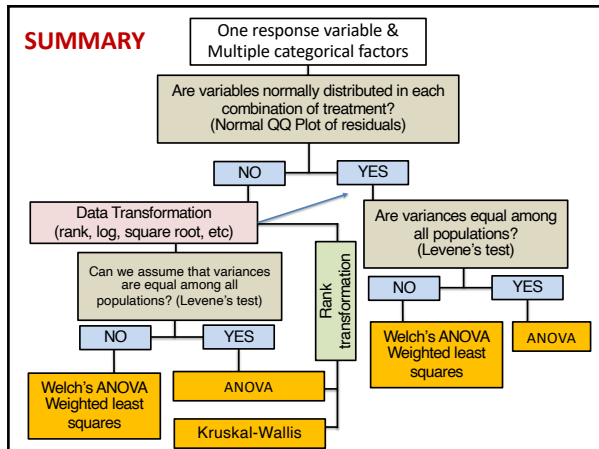 SUMMARY
One response variable &
Multiple categorical factors
Are variables normally distributed in each
combination of treatment?
(Normal QQ Plot of residuals)
NO
YES
Data Transformation
(rank, log, square root, etc)
Are variances equal among
all populations?
(Levene's test)
Can we assume that variances
are equal among all
populations? (Levene's test)
Rank
transformation
NO
YES
NO
YES
Welch's ANOVA
Weighted least
squares
ANOVA
Welch's ANOVA
Weighted least
squares
ANOVA
Kruskal-Wallis